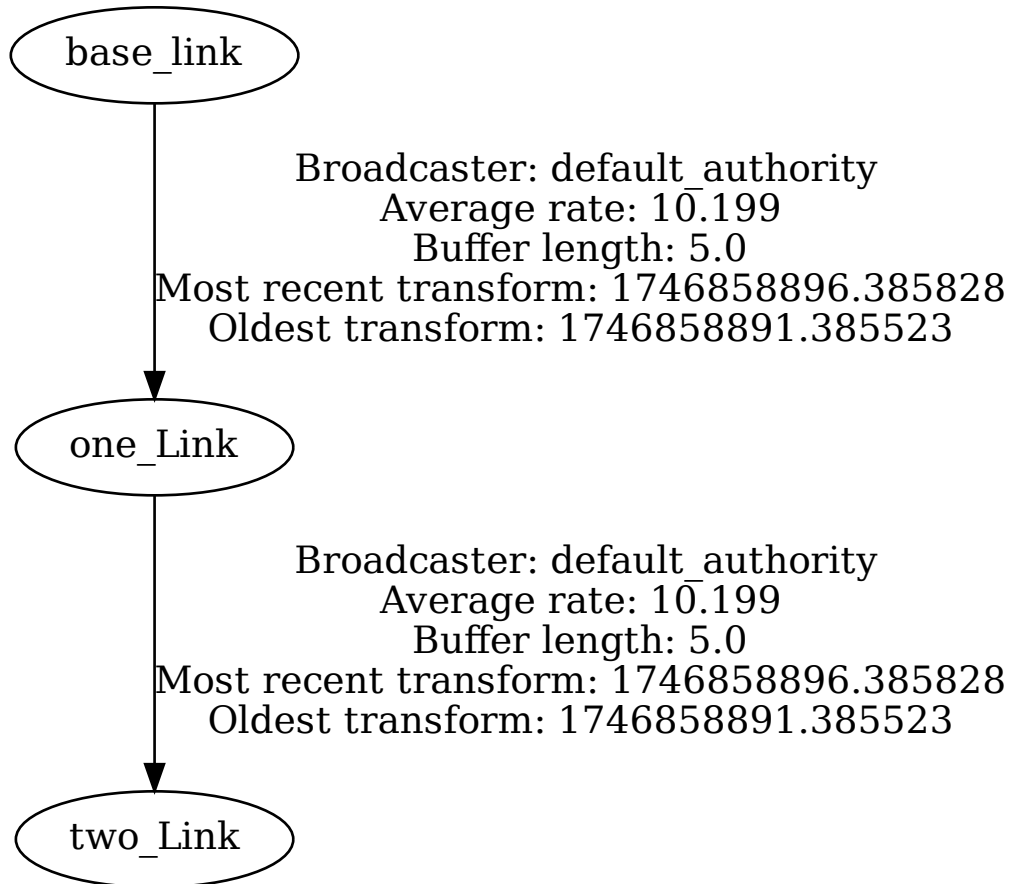 base_link
Broadcaster: default_authority
Average rate: 10.199
Buffer length: 5.0
Most recent transform: 1746858896.385828
Oldest transform: 1746858891.385523
one_Link
Broadcaster: default_authority
Average rate: 10.199
Buffer length: 5.0
Most recent transform: 1746858896.385828
Oldest transform: 1746858891.385523
two_Link